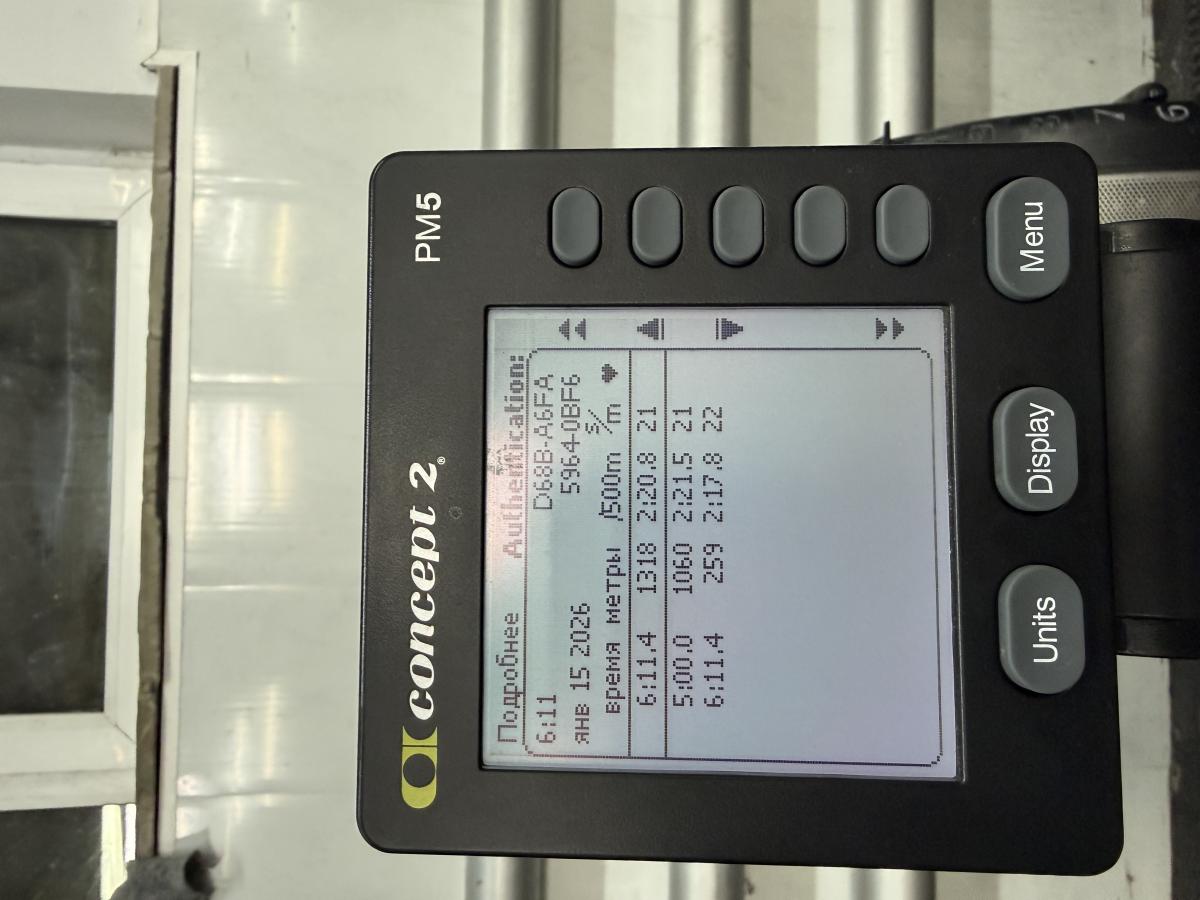 concept 2®
PM5
Подробнее Authentication:
6:11 D68B-A6FA
янв 15 2026 5964-0BF6
время метры /500m s/m ♥
6:11.4 1318 2:20.8 21
5:00.0 1060 2:21.5 21
6:11.4 259 2:17.8 22
Units
Display
Menu
7
6